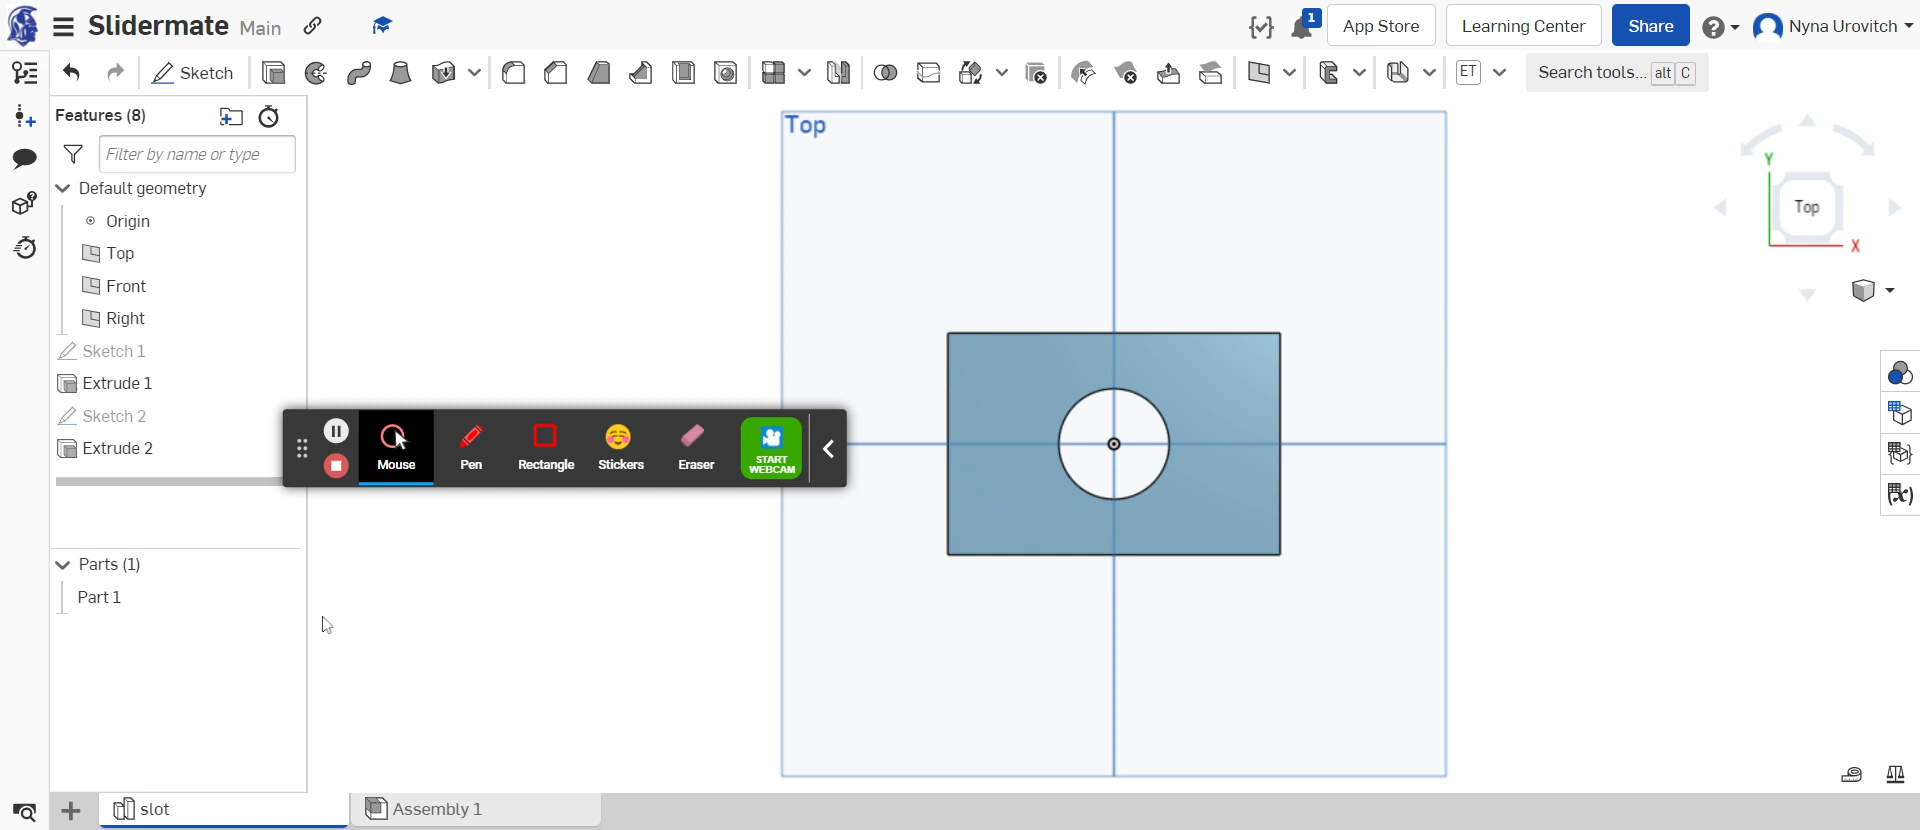 Slidermate Main
1
App Store
Learning Center
Share
Nyna Urovitch
Sketch
ET
Search tools... alt C
Features (8)
Filter by name or type
Default geometry
Origin
Top
Front
Right
Sketch 1
Extrude 1
Sketch 2
Extrude 2
Mouse
Pen
Rectangle
Stickers
Eraser
START
WEBCAM
Parts (1)
Part 1
Top
Y
Top
X
slot
Assembly 1